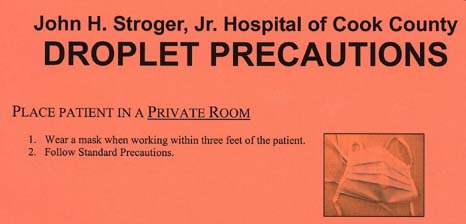 John H. Stroger, Jr. Hospital of Cook County
DROPLET PRECAUTIONS
PLACE PATIENT IN A PRIVATE ROOM
1. Wear a mask when working within three feet of the patient.
2. Follow Standard Precautions.